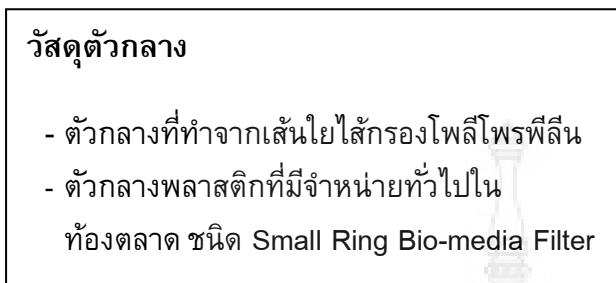 วัสดุตัวกลาง
- ตัวกลางที่ทำจากเส้นใยไส้กรองโพลีโพรพีลีน
- ตัวกลางพลาสติกที่มีจำหน่ายทั่วไปใน
ท้องตลาด ชนิด Small Ring Bio-media Filter